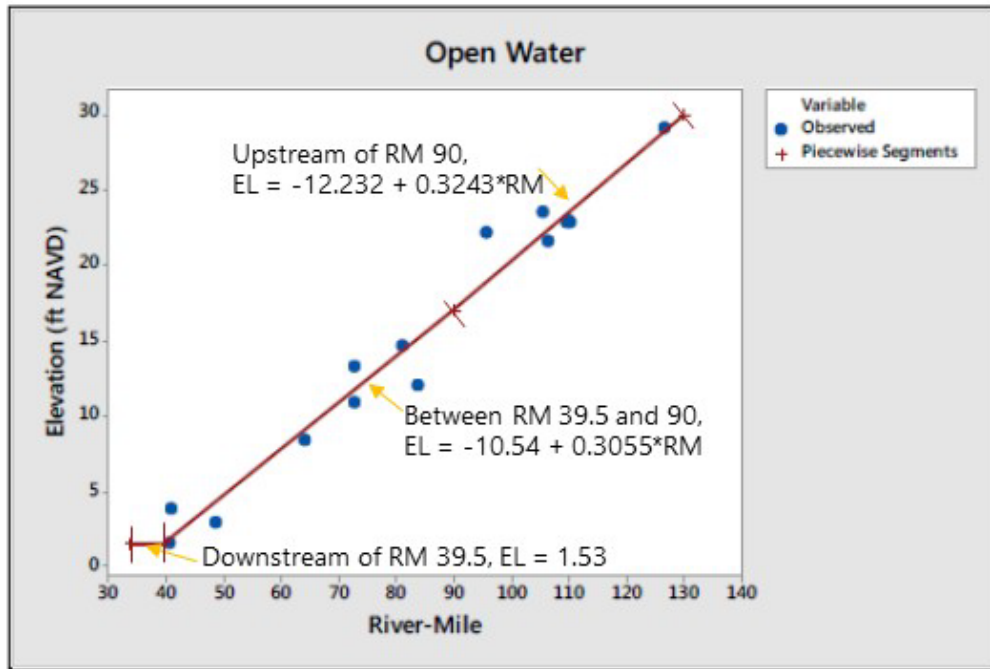 Open Water
Variable
Observed
Piecewise Segments
Upstream of RM 90,
EL = -12.232 + 0.3243*RM
Between RM 39.5 and 90,
EL = -10.54 + 0.3055*RM
Downstream of RM 39.5, EL = 1.53
Elevation (ft NAVD)
30
25
20
15
10
5
0
30 40 50 60 70 80 90 100 110 120 130 140
River-Mile